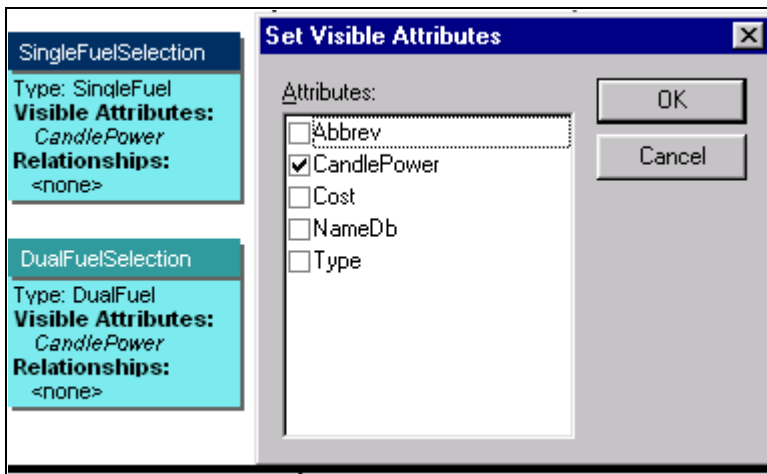 SingleFuelSelection
Type: SingleFuel
Visible Attributes:
CandlePower
Relationships:
<none>
DualFuelSelection
Type: DualFuel
Visible Attributes:
CandlePower
Relationships:
<none>
Set Visible Attributes
Attributes:
Abbrev
CandlePower
Cost
NameDb
Type
OK
Cancel